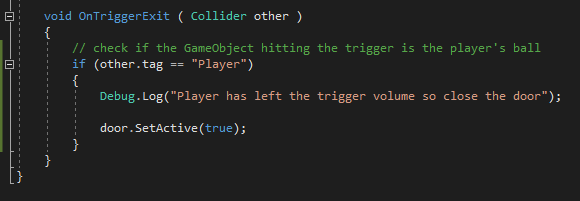 void OnTriggerExit ( Collider other )
{
// check if the GameObject hitting the trigger is the player's ball
if (other.tag == "Player")
{
Debug.Log("Player has left the trigger volume so close the door");
door.SetActive(true);
}
}
}